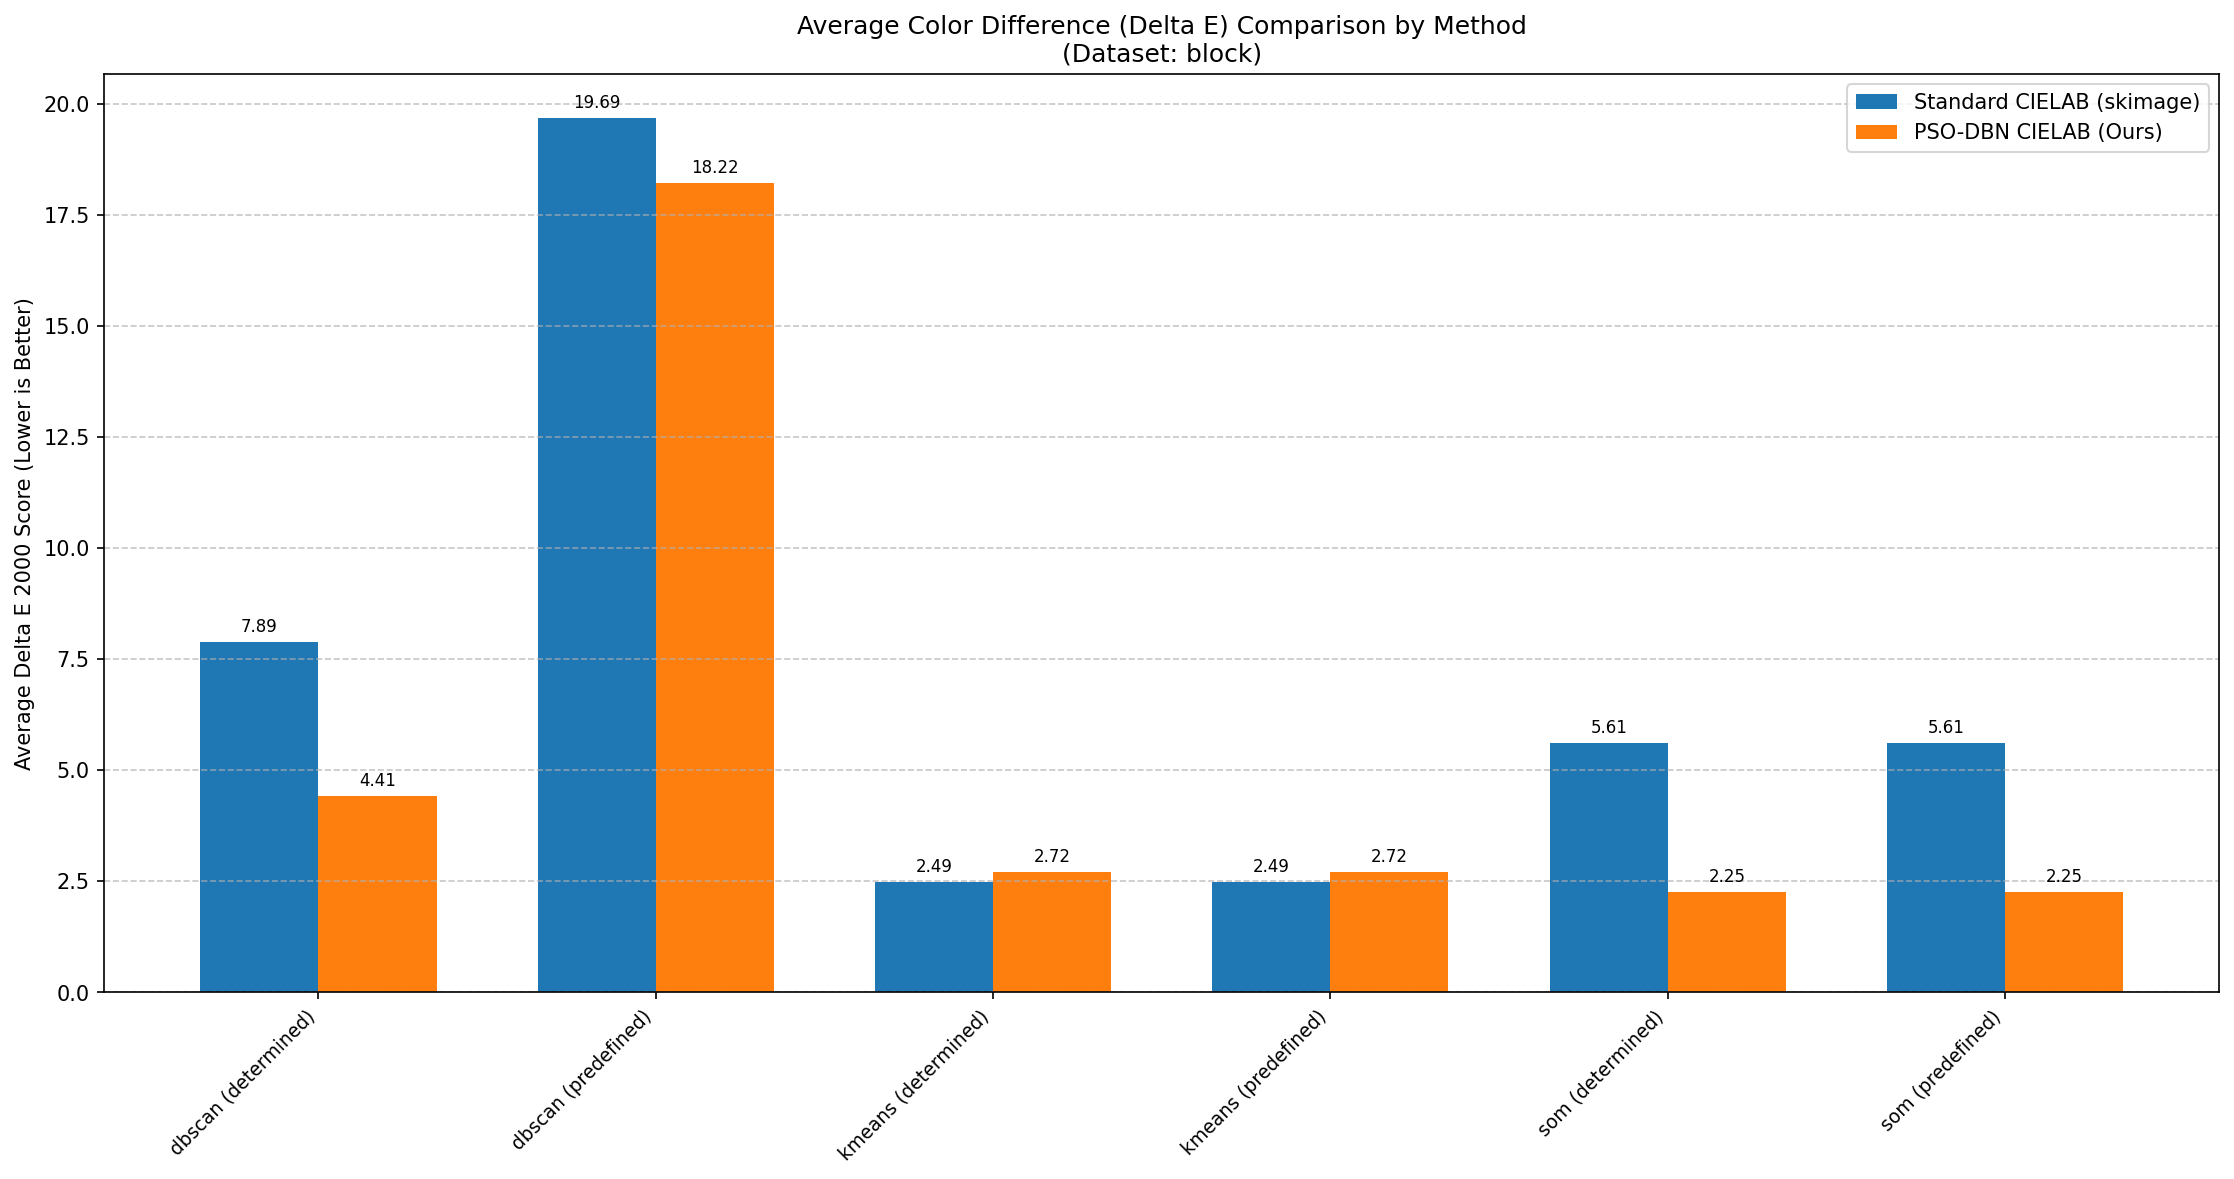 Average Color Difference (Delta E) Comparison by Method
(Dataset: block)
Standard CIELAB (skimage)
PSO-DBN CIELAB (Ours)
Average Delta E 2000 Score (Lower is Better)
20.0
17.5
15.0
12.5
10.0
7.5
5.0
2.5
0.0
7.89
4.41
19.69
18.22
2.49
2.72
2.49
2.72
5.61
2.25
5.61
2.25
dbscan (determined)
dbscan (predefined)
kmeans (determined)
kmeans (predefined)
som (determined)
som (predefined)